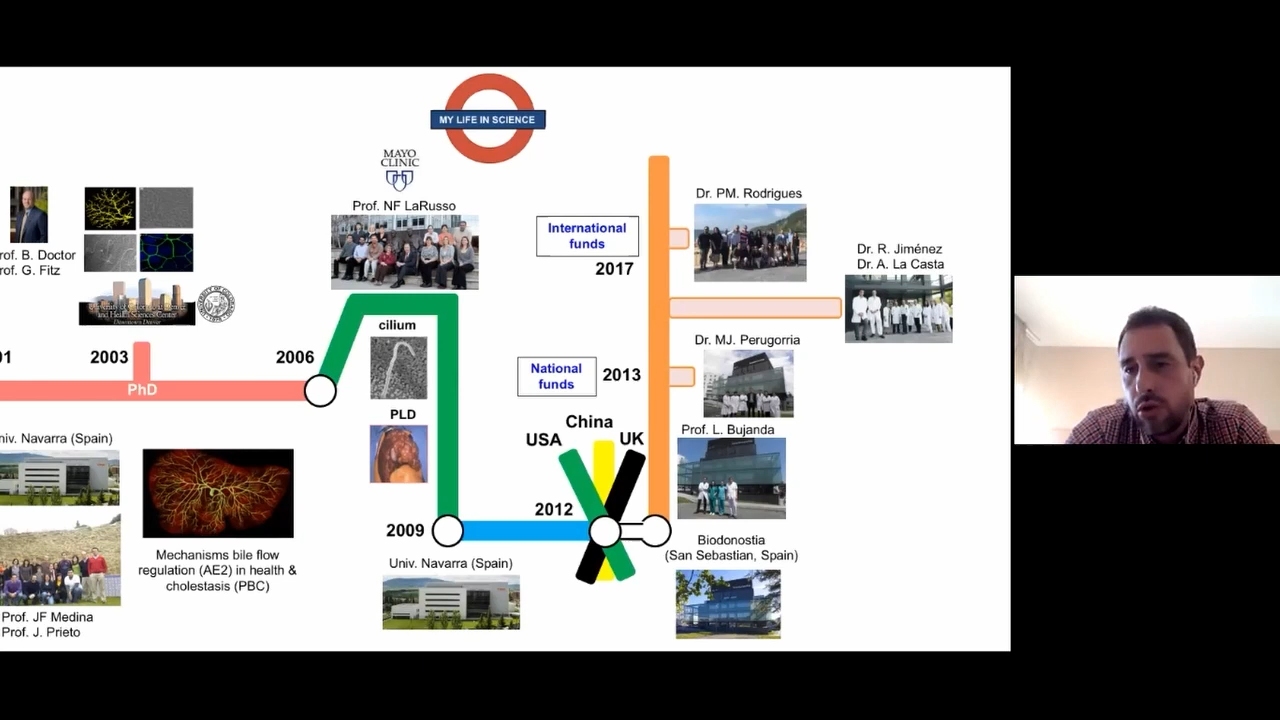 MY LIFE IN SCIENCE
MAYO
CLINIC
Prof. NF LaRusso
rof. B. Doctor
rof. G. Fitz
01
2003
PhD
2006
cilium
PLD
niv. Navarra (Spain)
Mechanisms bile flow
regulation (AE2) in health &
cholestasis (PBC)
Prof. JF Medina
Prof. J. Prieto
2009
Univ. Navarra (Spain)
2012
USA
China
UK
National
funds
2013
International
funds
2017
Dr. PM. Rodrigues
Dr. R. Jiménez
Dr. A. La Casta
Dr. MJ. Perugorria
Prof. L. Bujanda
Biodonostia
(San Sebastian, Spain)